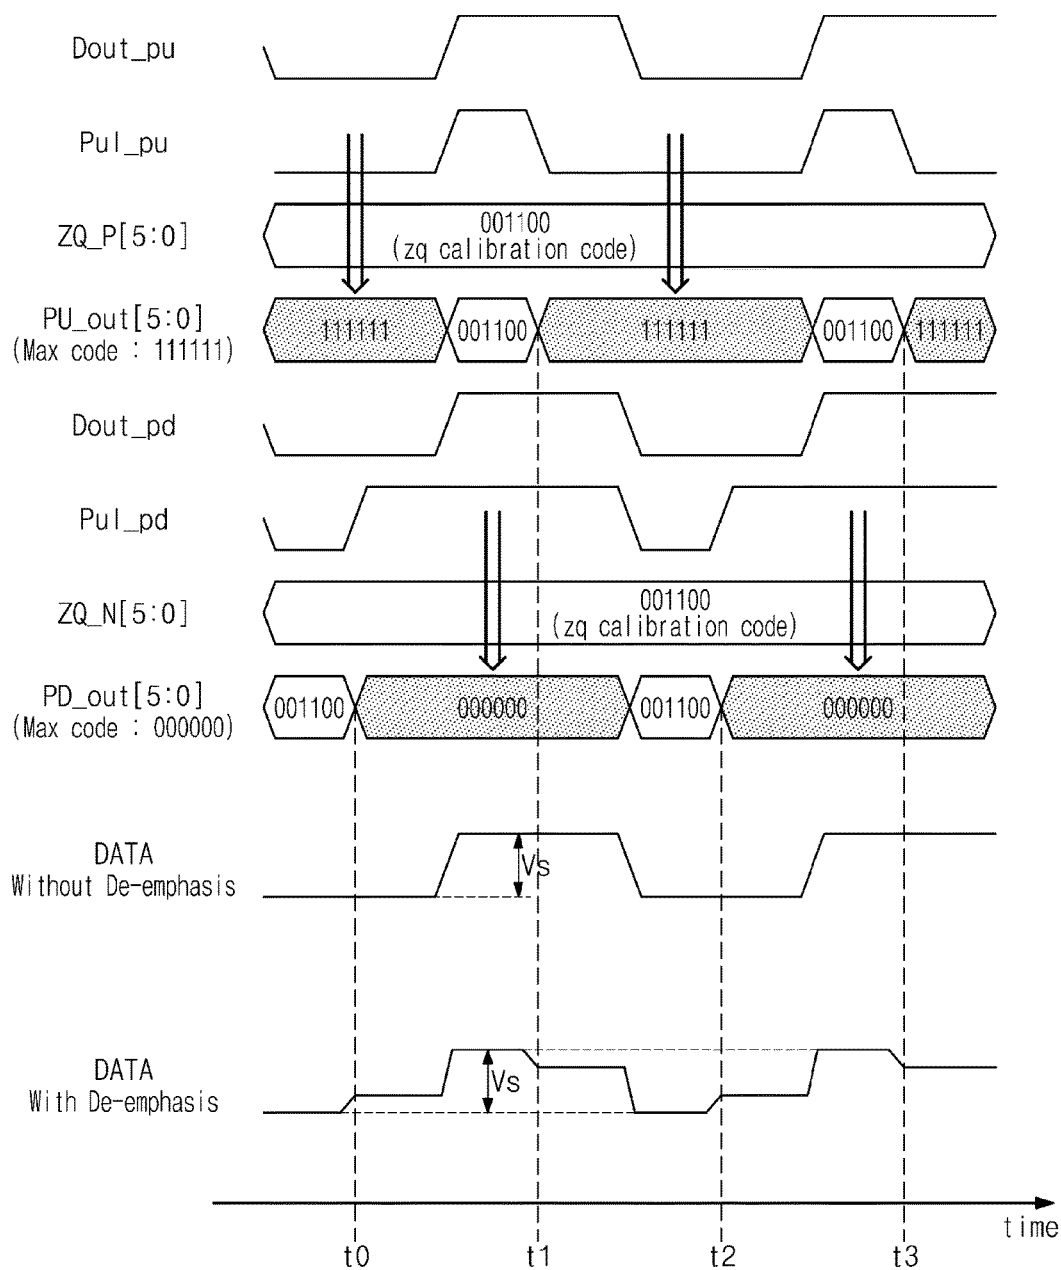 Dout_pu
Pul_pu
ZQ_P[5:0]
001100
(zq calibration code)
PU_out[5:0]
(Max code : 111111)
111111
001100
111111
001100
111111
Dout_pd
Pul_pd
ZQ_N[5:0]
001100
(zq calibration code)
PD_out[5:0]
(Max code : 000000)
001100
000000
001100
000000
DATA
Without De-emphasis
Vs
DATA
With De-emphasis
Vs
time
t0
t1
t2
t3